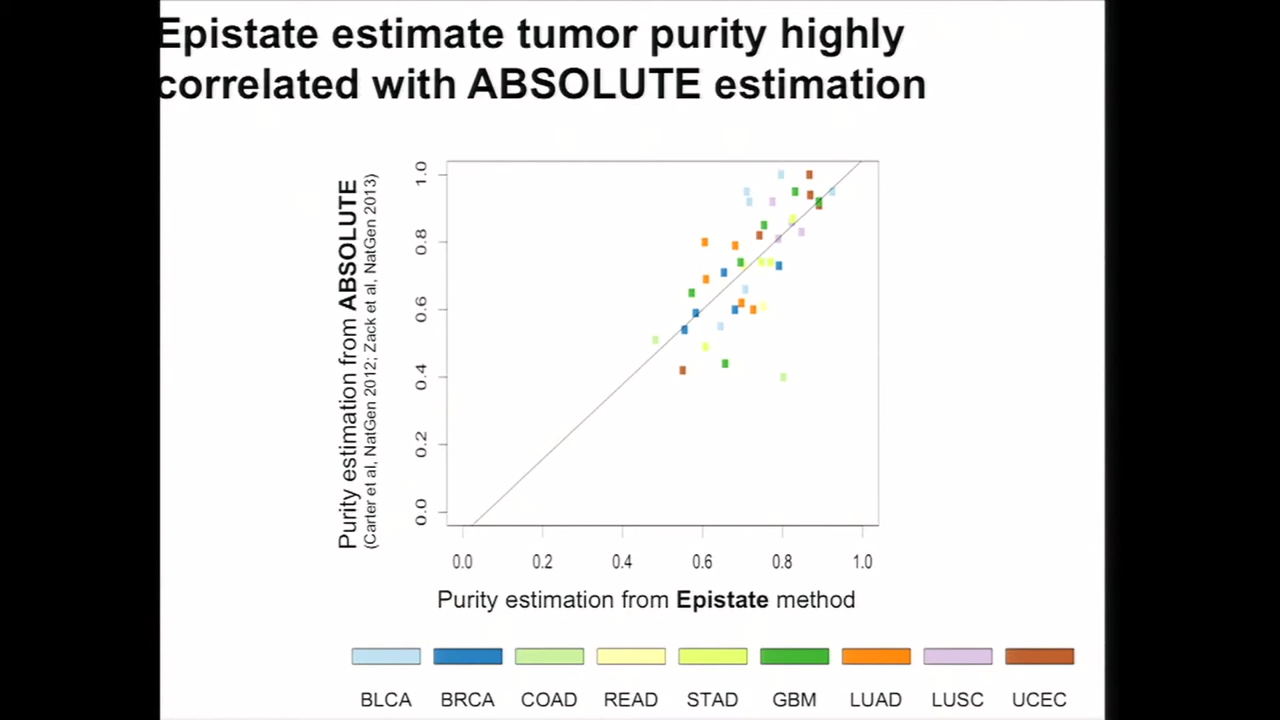 Epistate estimate tumor purity highly
correlated with ABSOLUTE estimation
Purity estimation from ABSOLUTE
(Carter et al, NatGen 2012; Zack et al, NatGen 2013)
1.0
0.8
0.6
0.4
0.2
0.0
0.0 0.2 0.4 0.6 0.8 1.0
Purity estimation from Epistate method
BLCA BRCA COAD READ STAD GBM LUAD LUSC UCEC